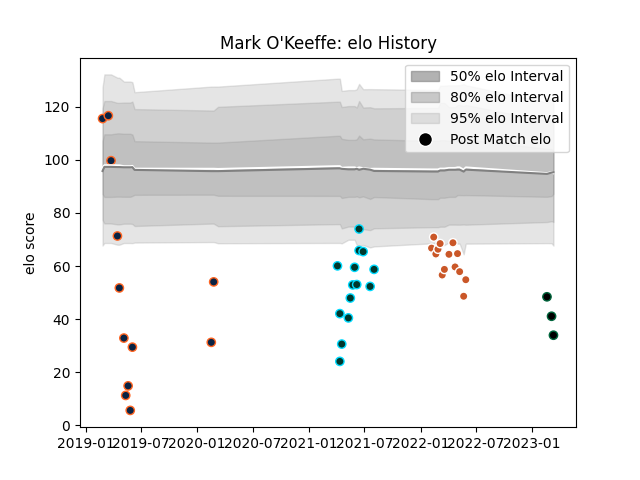 Mark O'Keeffe: elo History
50% elo Interval
80% elo Interval
95% elo Interval
Post Match elo
elo score
120
100
80
60
40
20
0
2019-01 2019-07 2020-01 2020-07 2021-01 2021-07 2022-01 2022-07 2023-01